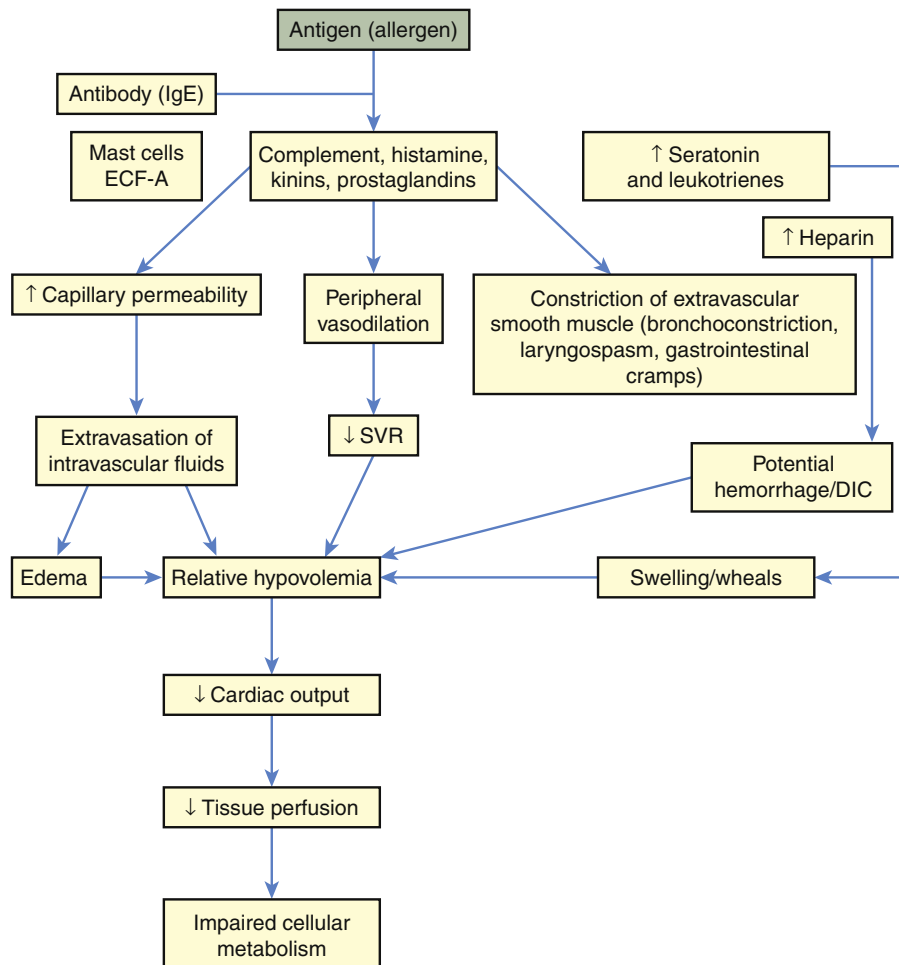 Antigen (allergen)
Antibody (IgE)
Mast cells
ECF-A
Complement, histamine,
kinins, prostaglandins
↑ Seratonin
and leukotrienes
↑ Heparin
↑ Capillary permeability
Peripheral
vasodilation
Constriction of extravascular
smooth muscle (bronchoconstriction,
laryngospasm, gastrointestinal
cramps)
Extravasation of
intravascular fluids
↓ SVR
Potential
hemorrhage/DIC
Edema
Relative hypovolemia
Swelling/wheals
↓ Cardiac output
↓ Tissue perfusion
Impaired cellular
metabolism